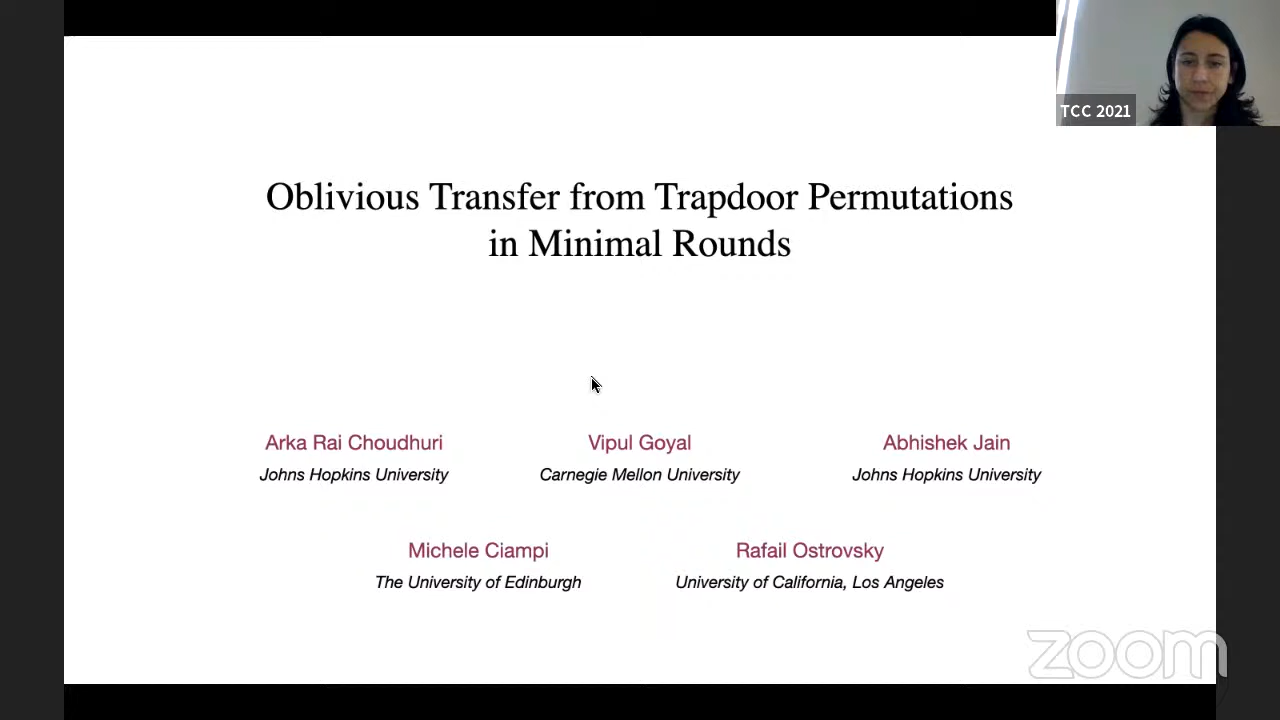 TCC 2021
Oblivious Transfer from Trapdoor Permutations
in Minimal Rounds
Arka Rai Choudhuri
Johns Hopkins University
Vipul Goyal
Carnegie Mellon University
Abhishek Jain
Johns Hopkins University
Michele Ciampi
The University of Edinburgh
Rafail Ostrovsky
University of California, Los Angeles
zoom